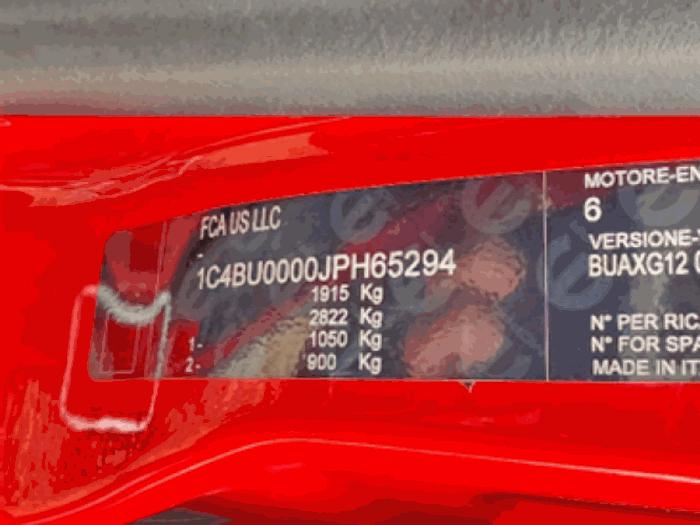 FCA US LLC
-
1C4BU0000JPH65294
1915 Kg
2822 Kg
1- 1050 Kg
2- 900 Kg
MOTORE-EN
6
VERSIONE-V
BUAXG12 0
N° PER RIC
N° FOR SPA
MADE IN IT